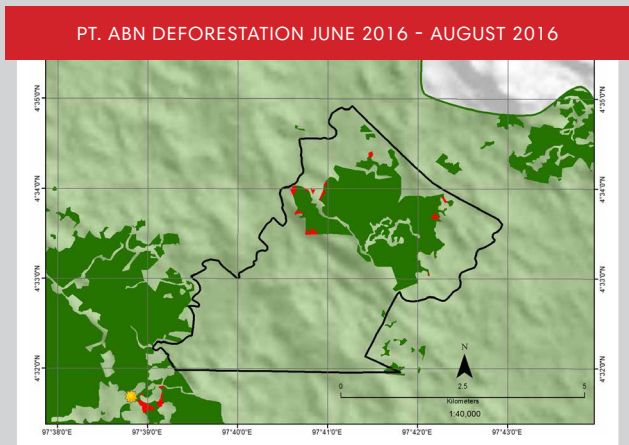 PT. ABN DEFORESTATION JUNE 2016 - AUGUST 2016
4°35'0"N
4°35'0"N
4°34'0"N
4°34'0"N
4°33'0"N
4°33'0"N
4°32'0"N
4°32'0"N
N
0 2.5 5
Kilometers
1:40,000
97°38'0"E 97°39'0"E 97°40'0"E 97°41'0"E 97°42'0"E 97°43'0"E